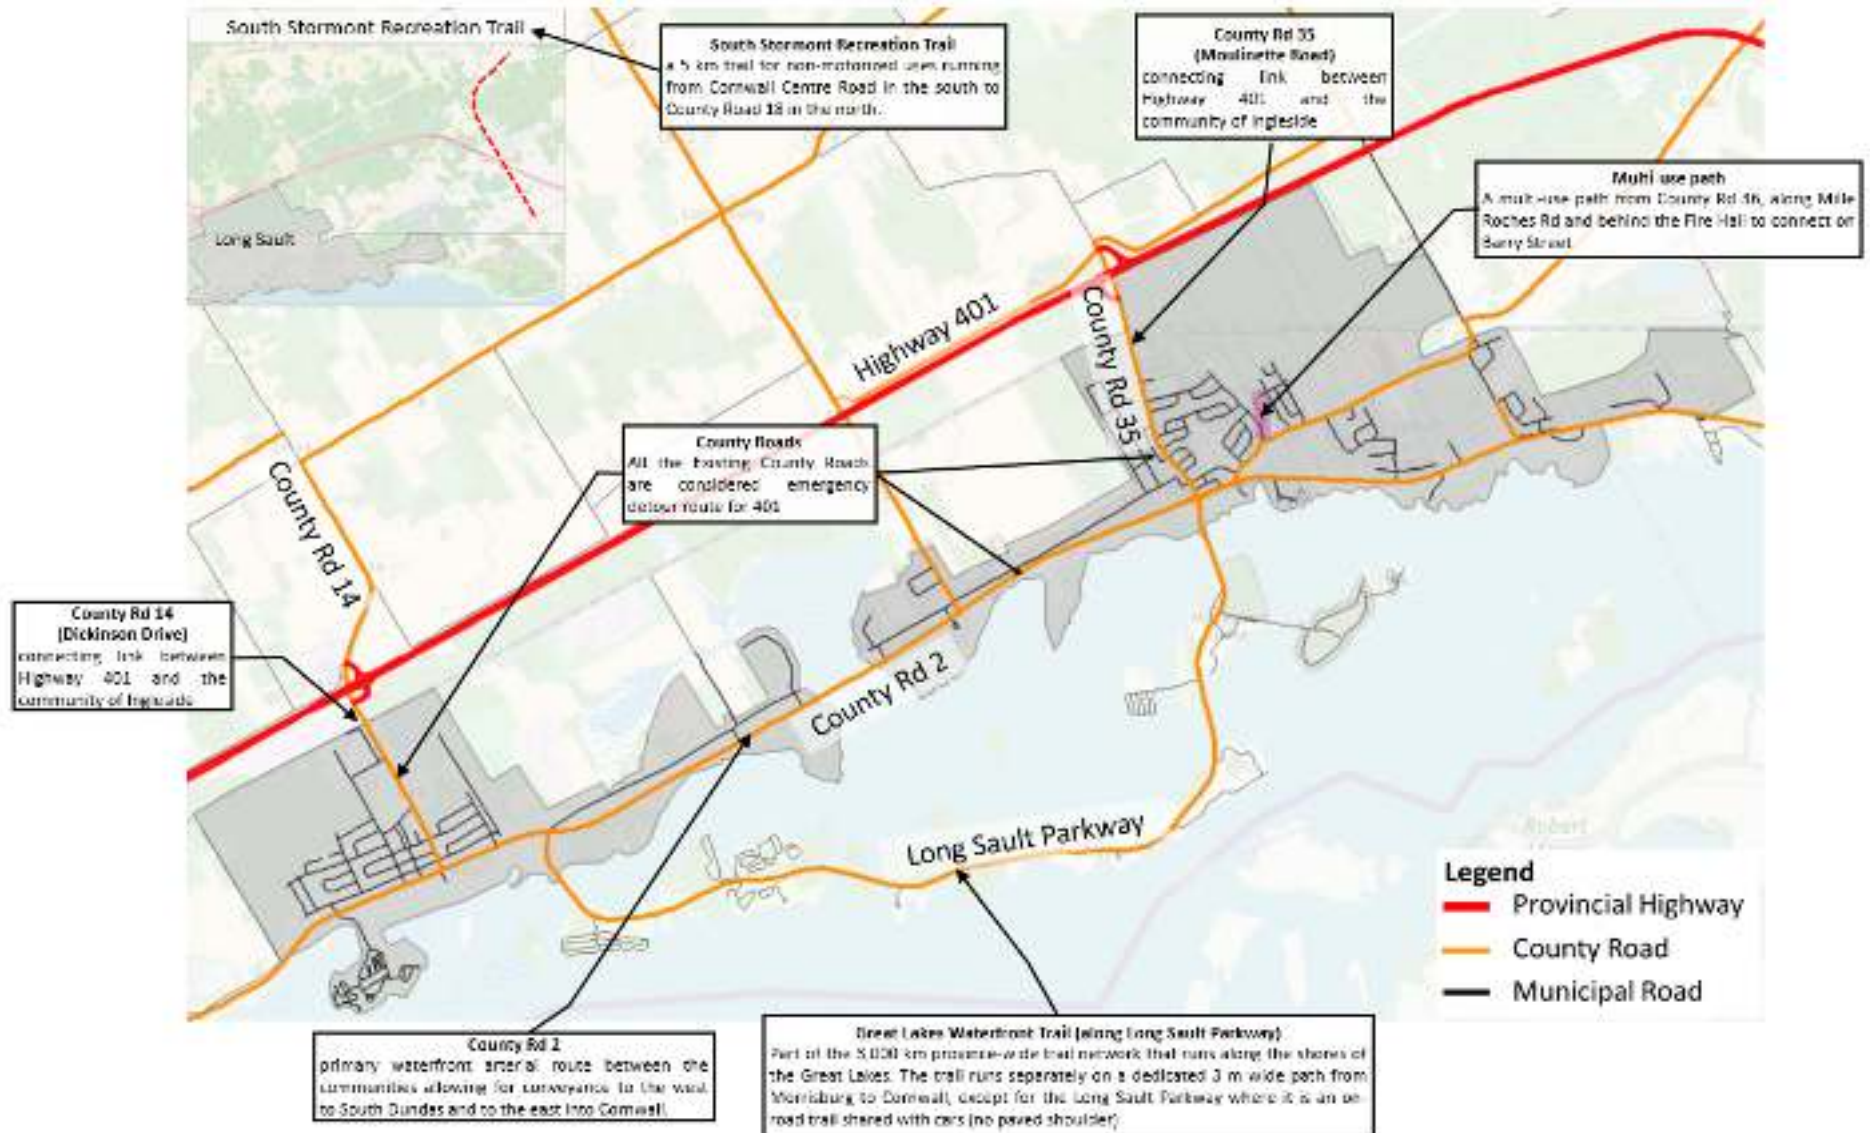 South Stormont Recreation Trail
Long Sault
South Stormont Recreation Trail
a 5 km trail for non-motorized uses running
from Cornwall Centre Road in the south to
County Road 18 in the north.
County Rd 35
(Moulinette Road)
connecting link between
Highway 401 and the
community of Ingleside
Multi use path
A multi-use path from County Rd 36, along Mille
Roches Rd and behind the Fire Hall to connect on
Barry Street
Highway 401
County Rd 35
County Roads
All the Existing County Roads
are considered emergency
detour route for 401
County Rd 14
County Rd 14
(Dickinson Drive)
connecting link between
Highway 401 and the
community of Ingleside
County Rd 2
Long Sault Parkway
Robert
Legend
Provincial Highway
County Road
Municipal Road
County Rd 2
primary waterfront arterial route between the
communities allowing for conveyance to the west
to South Dundas and to the east into Cornwall.
Great Lakes Waterfront Trail (along Long Sault Parkway)
Part of the 3,000 km province-wide trail network that runs along the shores of
the Great Lakes. The trail runs seperately on a dedicated 3 m wide path from
Morrisburg to Cornwall, except for the Long Sault Parkway where it is an on-
road trail shared with cars (no paved shoulder)